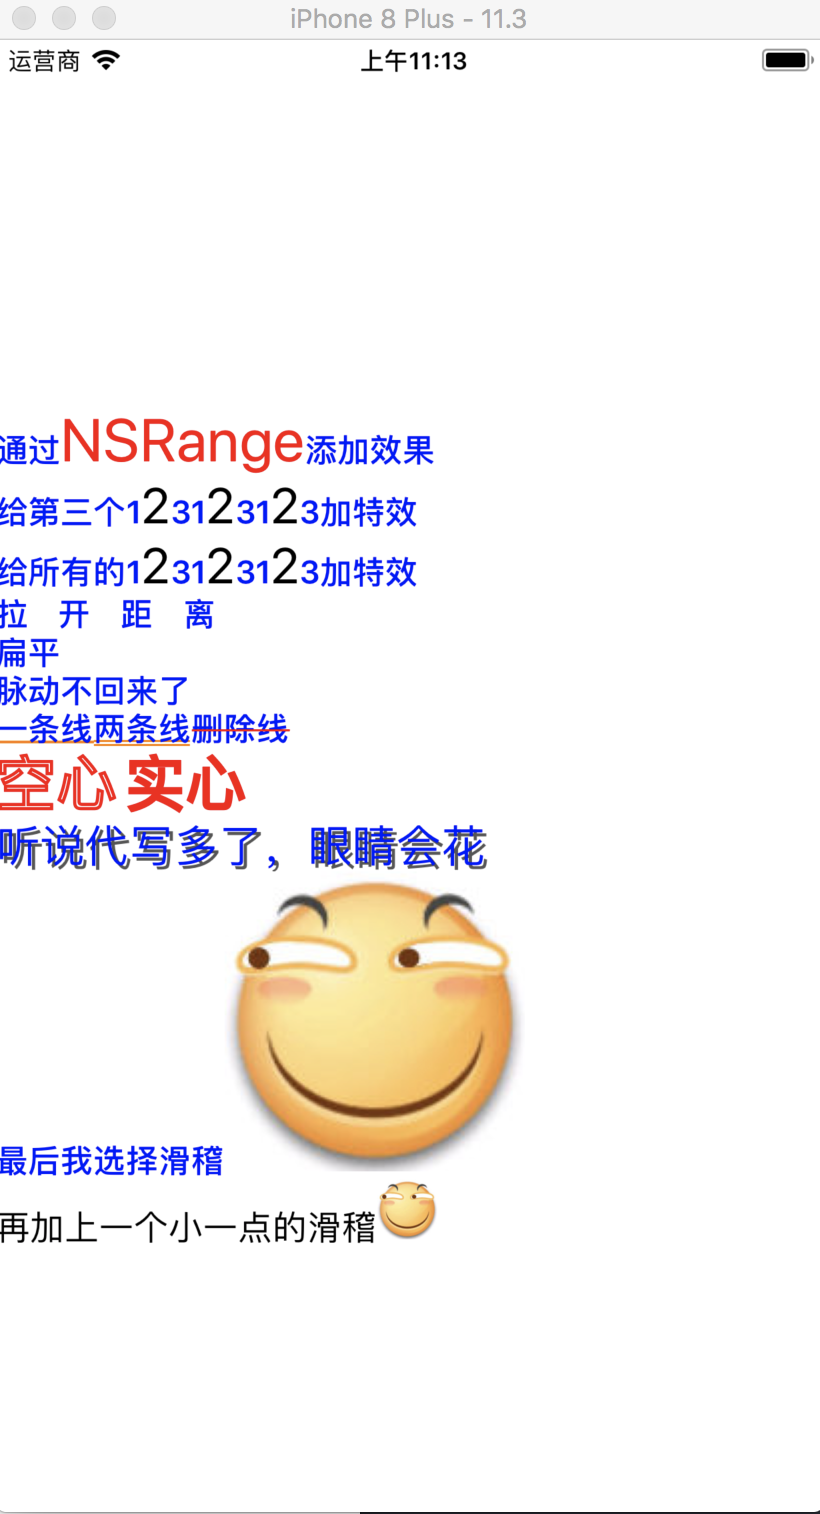 iPhone 8 Plus - 11.3
运营商 上午11:13
通过NSRange添加效果
给第三个123123123加特效
给所有的123123123加特效
拉 开 距 离
扁平
脉动不回来了
一条线两条线删除线
空心 实心
听说代写多了，眼睛会花
最后我选择滑稽
再加上一个小一点的滑稽